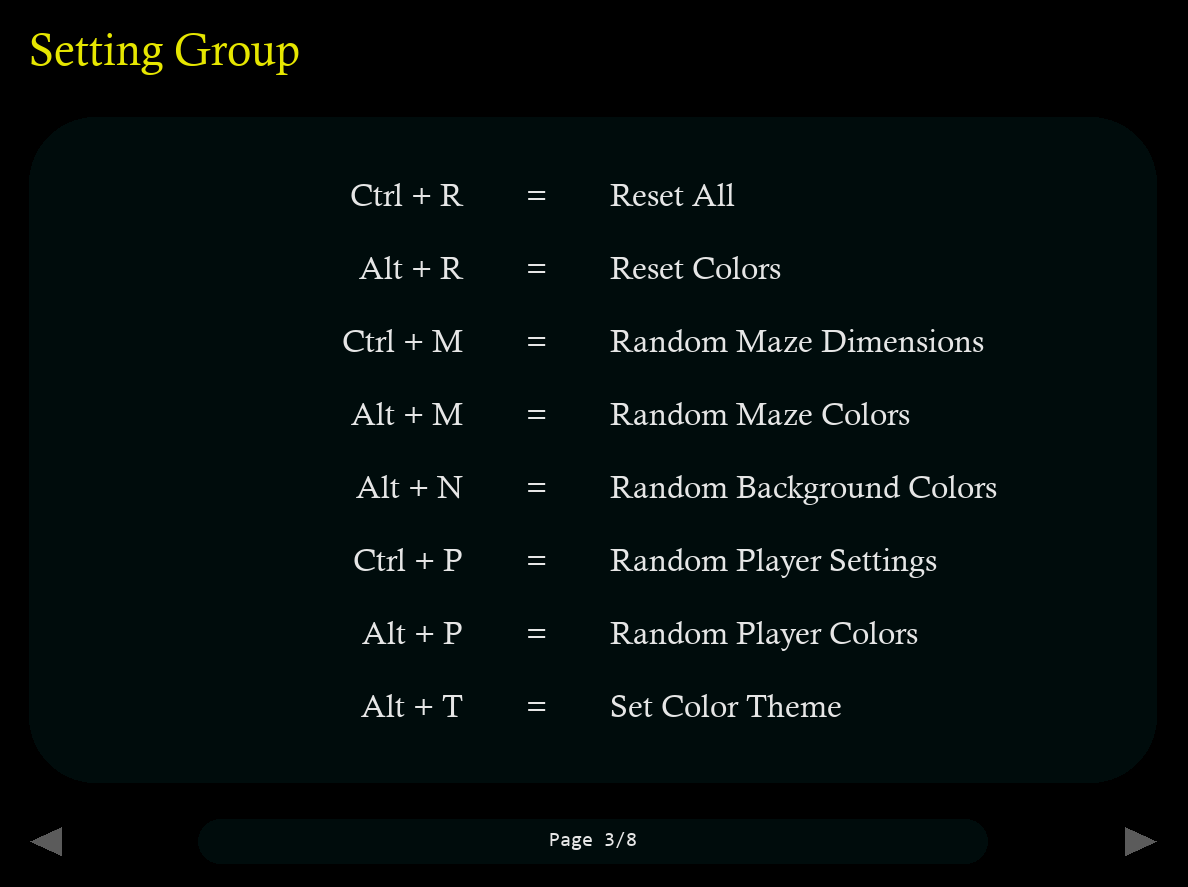 Setting Group
Ctrl + R = Reset All
Alt + R = Reset Colors
Ctrl + M = Random Maze Dimensions
Alt + M = Random Maze Colors
Alt + N = Random Background Colors
Ctrl + P = Random Player Settings
Alt + P = Random Player Colors
Alt + T = Set Color Theme
Page 3/8